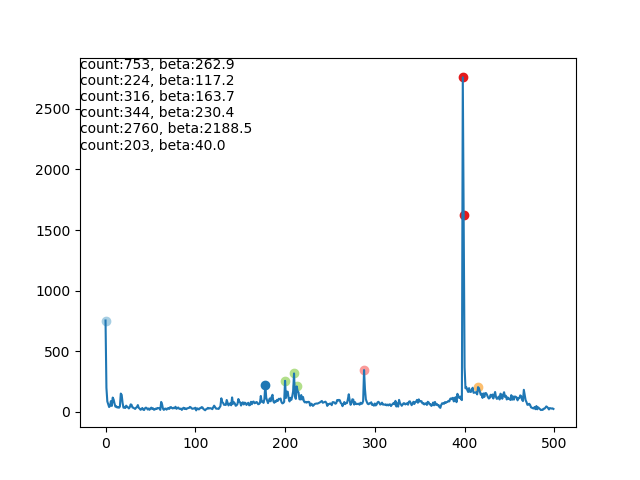 count:753, beta:262.9
count:224, beta:117.2
count:316, beta:163.7
count:344, beta:230.4
count:2760, beta:2188.5
count:203, beta:40.0
2500
2000
1500
1000
500
0
0 100 200 300 400 500